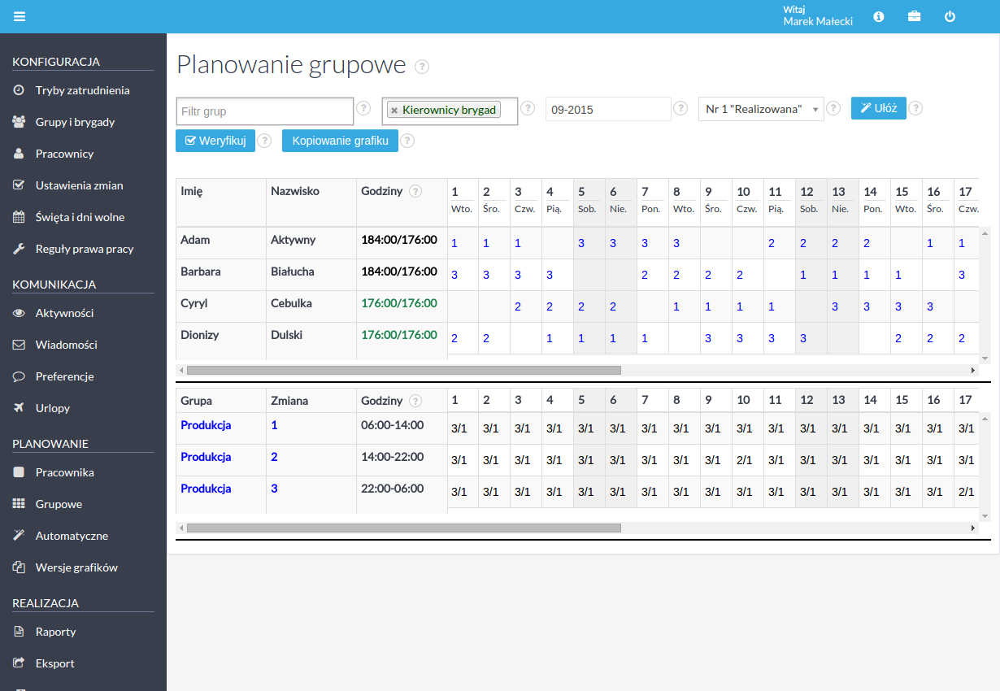 Witaj
Marek Małecki
KONFIGURACJA
Tryby zatrudnienia
Grupy i brygady
Pracownicy
Ustawienia zmian
Święta i dni wolne
Reguły prawa pracy
KOMUNIKACJA
Aktywności
Wiadomości
Preferencje
Urlopy
PLANOWANIE
Pracownika
Grupowe
Automatyczne
Wersje grafików
REALIZACJA
Raporty
Eksport
Planowanie grupowe ?
Filtr grup ? × Kierownicy brygad ? 09-2015 ? Nr 1 "Realizowana" ? Ułóż ?
Weryfikuj ? Kopiowanie grafiku ?
Imię Nazwisko Godziny ? 1 2 3 4 5 6 7 8 9 10 11 12 13 14 15 16 17
Wto. Śro. Czw. Pią. Sob. Nie. Pon. Wto. Śro. Czw. Pią. Sob. Nie. Pon. Wto. Śro. Czw.
Adam Aktywny 184:00/176:00 1 1 1 3 3 3 3 2 2 2 2 1 1
Barbara Białucha 184:00/176:00 3 3 3 3 2 2 2 2 1 1 1 1 3
Cyryl Cebulka 176:00/176:00 2 2 2 2 1 1 1 1 3 3 3 3
Dionizy Dulski 176:00/176:00 2 2 1 1 1 1 3 3 3 3 2 2 2
Grupa Zmiana Godziny ? 1 2 3 4 5 6 7 8 9 10 11 12 13 14 15 16 17
Produkcja 1 06:00-14:00 3/1 3/1 3/1 3/1 3/1 3/1 3/1 3/1 3/1 3/1 3/1 3/1 3/1 3/1 3/1 3/1 3/1
Produkcja 2 14:00-22:00 3/1 3/1 3/1 3/1 3/1 3/1 3/1 3/1 3/1 2/1 3/1 3/1 3/1 3/1 3/1 3/1 3/1
Produkcja 3 22:00-06:00 3/1 3/1 3/1 3/1 3/1 3/1 3/1 3/1 3/1 3/1 3/1 3/1 3/1 3/1 3/1 3/1 2/1